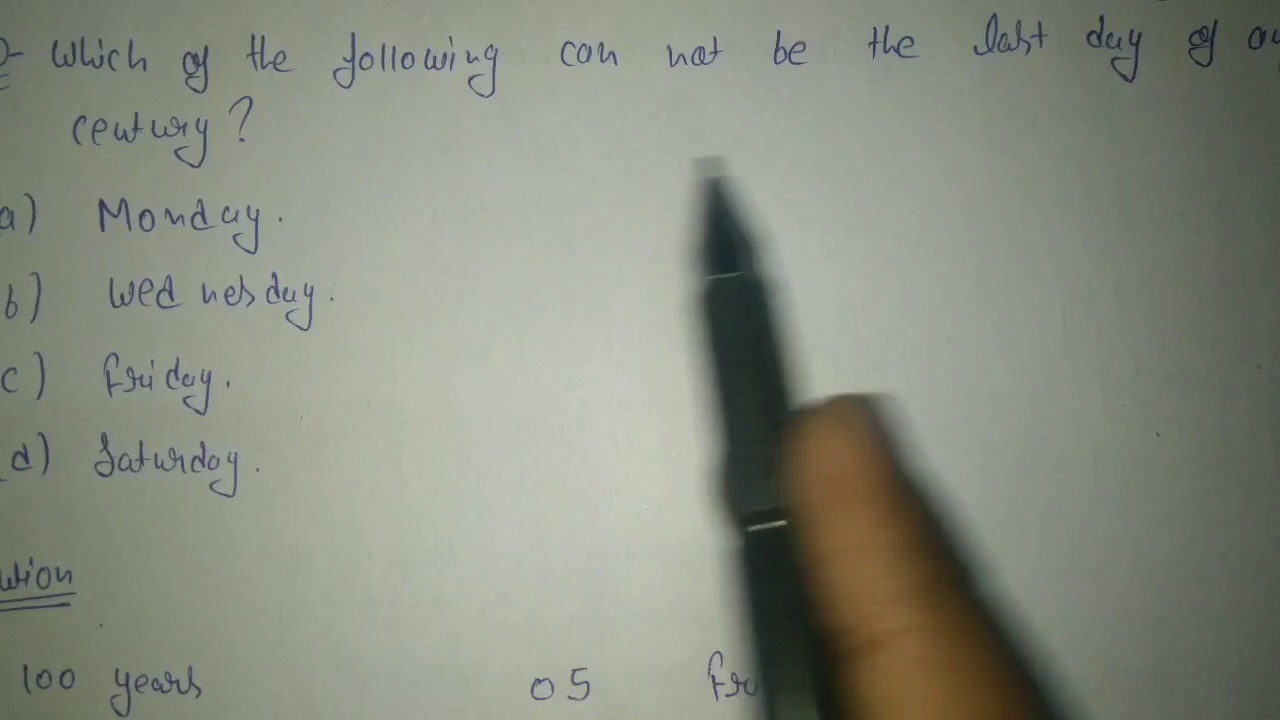 Which of the following can not be the last day of
century?
a) Monday.
b) Wednesday.
c) Friday.
d) Saturday.
100 years 05